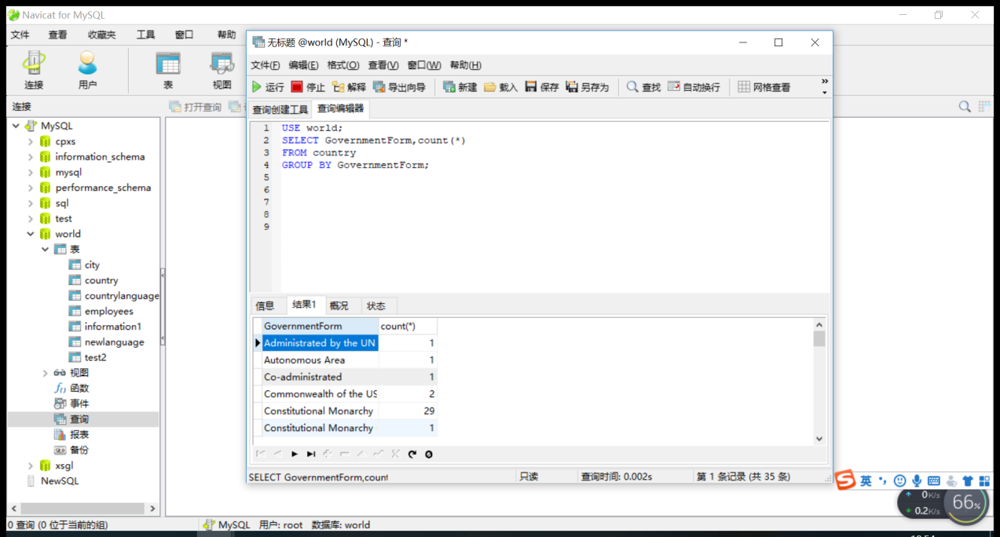 Navicat for MySQL
文件 查看 收藏夹 工具 窗口 帮助
连接 用户 表 视图
连接 打开查询
MySQL
cpxs
information_schema
mysql
performance_schema
sql
test
world
表
city
country
countrylanguage
employees
information1
newlanguage
test2
视图
函数
事件
查询
报表
备份
xsgl
NewSQL
无标题 @world (MySQL) - 查询 *
文件(F) 编辑(E) 格式(O) 查看(V) 窗口(W) 帮助(H)
运行 停止 解释 导出向导 新建 载入 保存 另存为 查找 自动换行 网格查看
查询创建工具 查询编辑器
1 USE world;
2 SELECT GovernmentForm,count(*)
3 FROM country
4 GROUP BY GovernmentForm;
5
6
7
8
9
信息 结果1 概况 状态
GovernmentForm count(*)
Administrated by the UN 1
Autonomous Area 1
Co-administrated 1
Commonwealth of the US 2
Constitutional Monarchy 29
Constitutional Monarchy 1
SELECT GovernmentForm,count 只读 查询时间: 0.002s 第 1 条记录 (共 35 条)
英
0K/s
0.2K/s
66%
0 查询 (0 位于当前的组) MySQL 用户: root 数据库: world